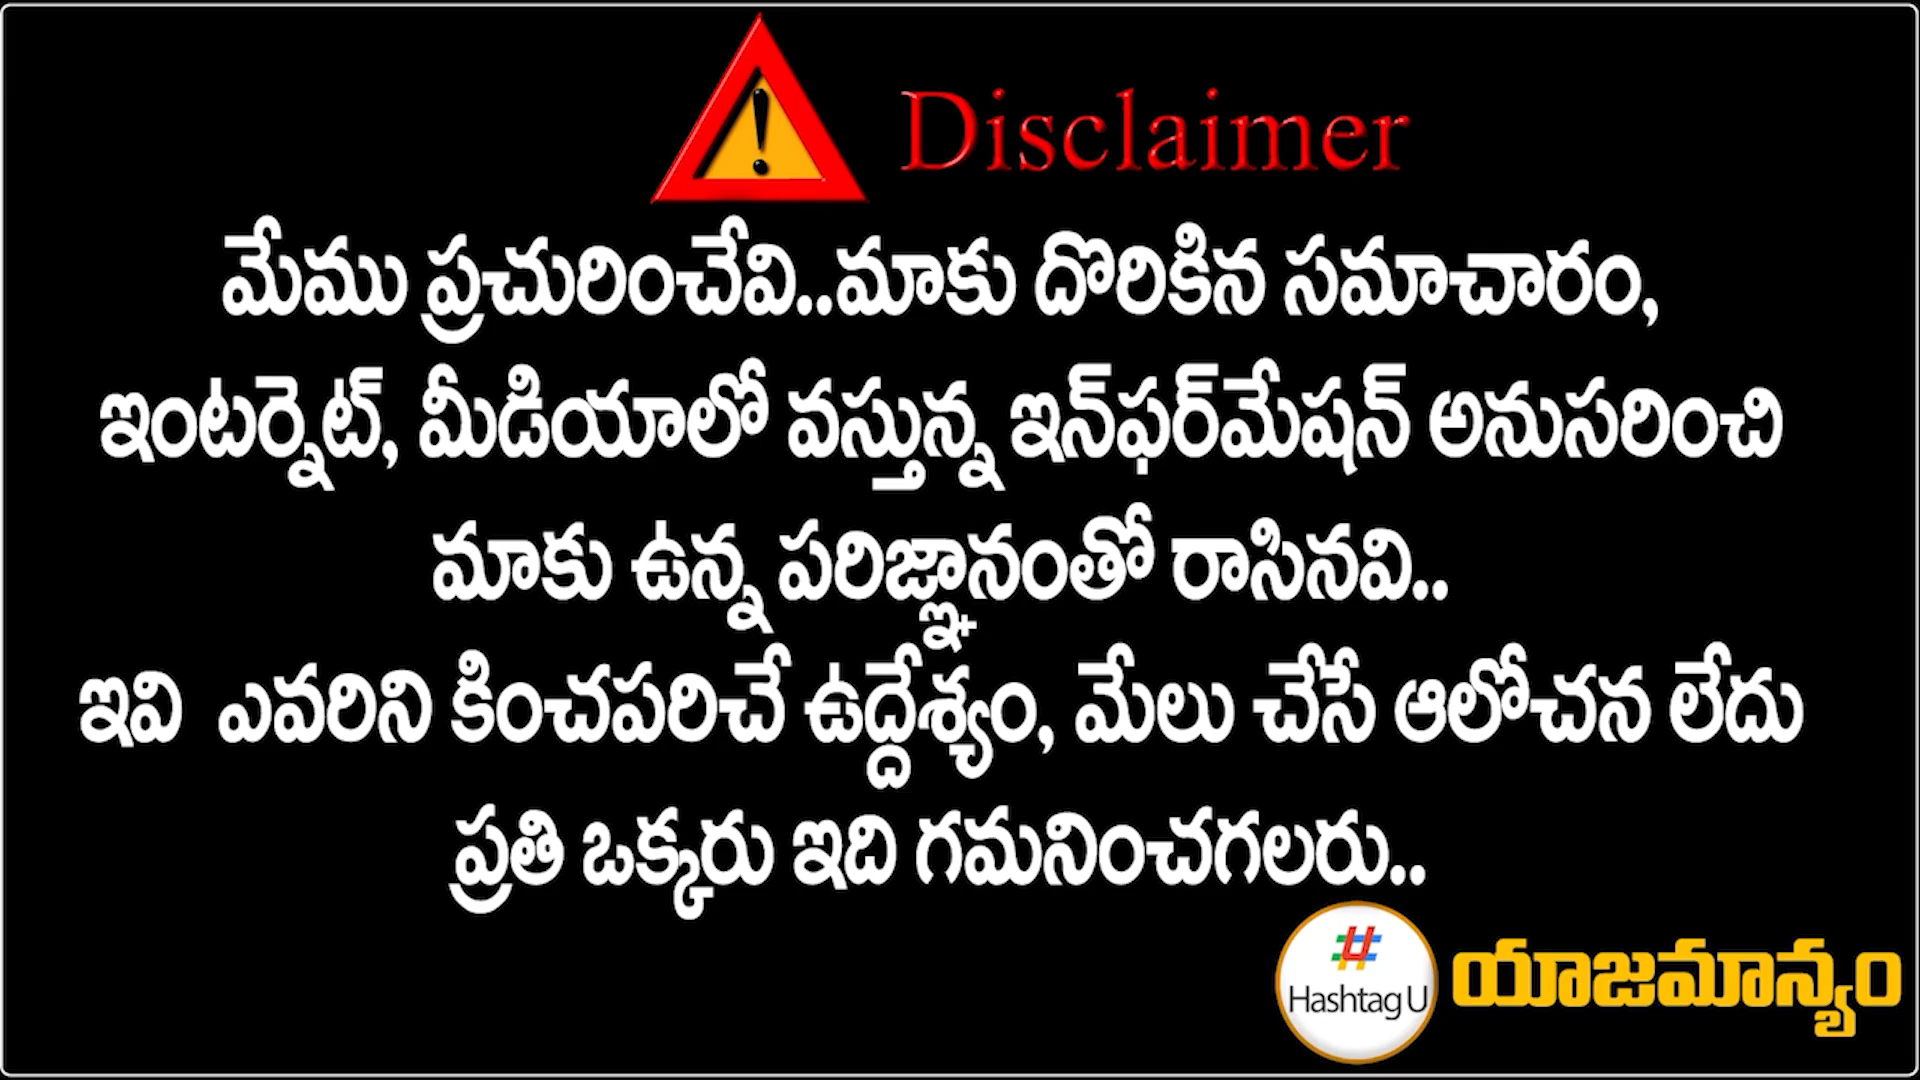 Disclaimer
మేము ప్రచురించేవి..మాకు దొరికిన సమాచారం,
ఇంటర్నెట్, మీడియాలో వస్తున్న ఇన్‌ఫర్‌మేషన్ అనుసరించి
మాకు ఉన్న పరిజ్ఞానంతో రాసినవి..
ఇవి ఎవరిని కించపరిచే ఉద్దేశ్యం, మేలు చేసే ఆలోచన లేదు
ప్రతి ఒక్కరు ఇది గమనించగలరు..
Hashtag U
యాజమాన్యం